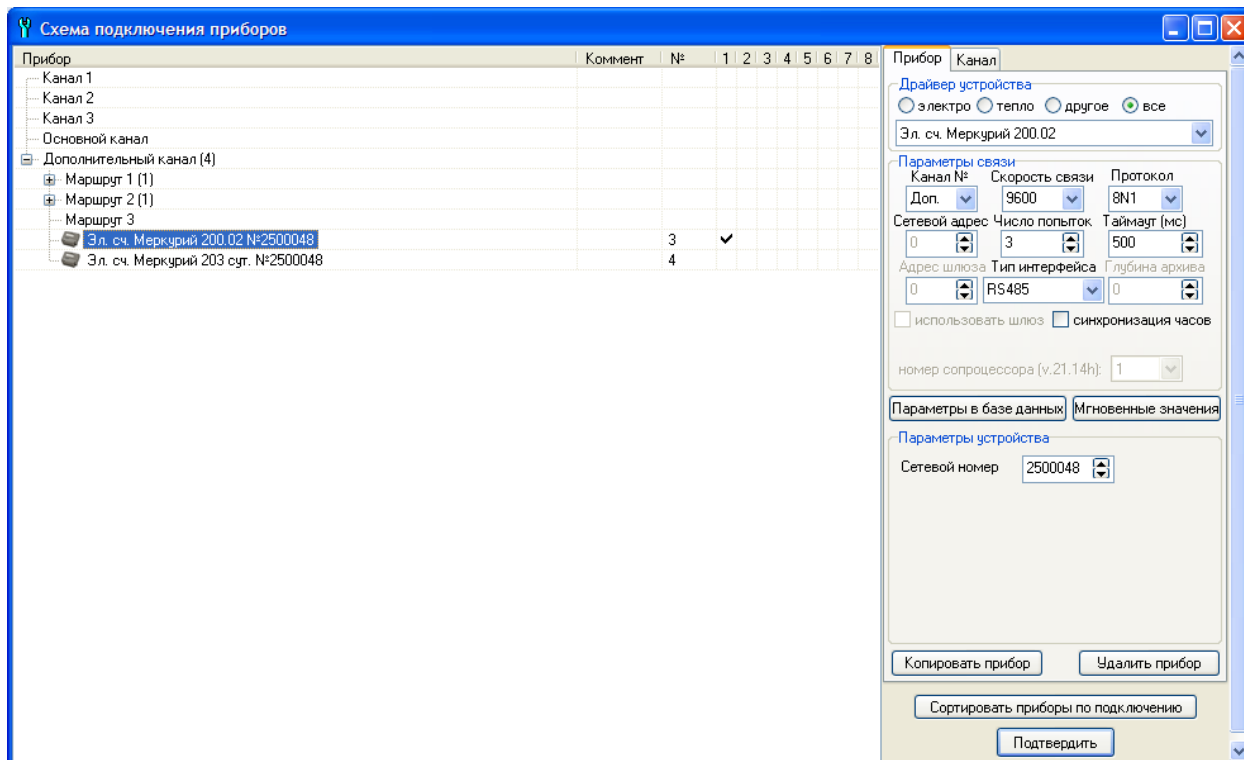 Схема подключения приборов
Прибор Коммент № 1 2 3 4 5 6 7 8
Канал 1
Канал 2
Канал 3
Основной канал
Дополнительный канал (4)
Маршрут 1 (1)
Маршрут 2 (1)
Маршрут 3
Эл. сч. Меркурий 200.02 №2500048 3
Эл. сч. Меркурий 203 сут. №2500048 4
Прибор Канал
Драйвер устройства
электро тепло другое все
Эл. сч. Меркурий 200.02
Параметры связи
Канал № Скорость связи Протокол
Доп. 9600 8N1
Сетевой адрес Число попыток Таймаут (мс)
0 3 500
Адрес шлюза Тип интерфейса Глубина архива
0 RS485 0
использовать шлюз синхронизация часов
номер сопроцессора (v.21.14h): 1
Параметры в базе данных Мгновенные значения
Параметры устройства
Сетевой номер 2500048
Копировать прибор Удалить прибор
Сортировать приборы по подключению
Подтвердить